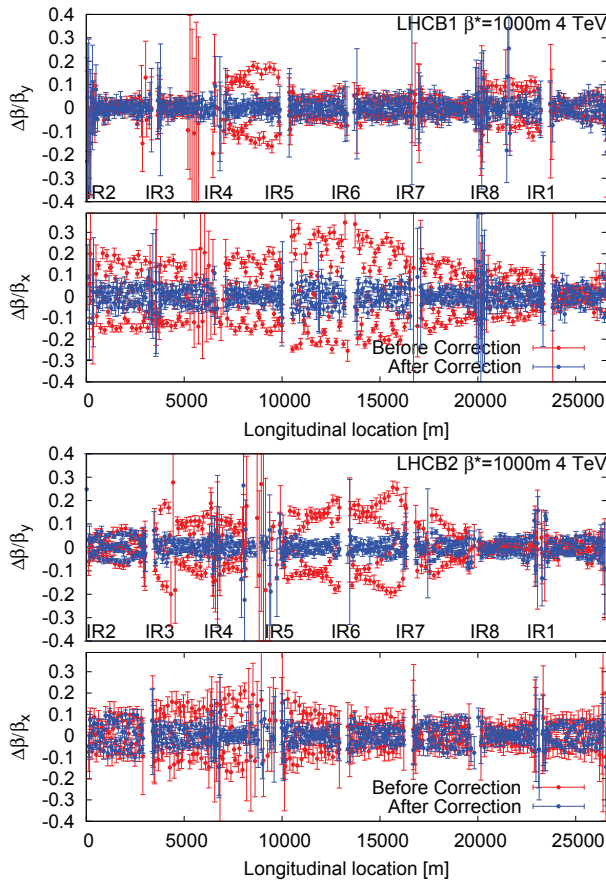 LHCB1 β*=1000m 4 TeV
Δβ/βy
0.4
0.3
0.2
0.1
0
-0.1
-0.2
-0.3
-0.4
IR2 IR3 IR4 IR5 IR6 IR7 IR8 IR1
Δβ/βx
0.3
0.2
0.1
0
-0.1
-0.2
-0.3
-0.4
Before Correction
After Correction
0 5000 10000 15000 20000 25000
Longitudinal location [m]
LHCB2 β*=1000m 4 TeV
Δβ/βy
0.4
0.3
0.2
0.1
0
-0.1
-0.2
-0.3
-0.4
IR2 IR3 IR4 IR5 IR6 IR7 IR8 IR1
Δβ/βx
0.3
0.2
0.1
0
-0.1
-0.2
-0.3
-0.4
Before Correction
After Correction
0 5000 10000 15000 20000 25000
Longitudinal location [m]